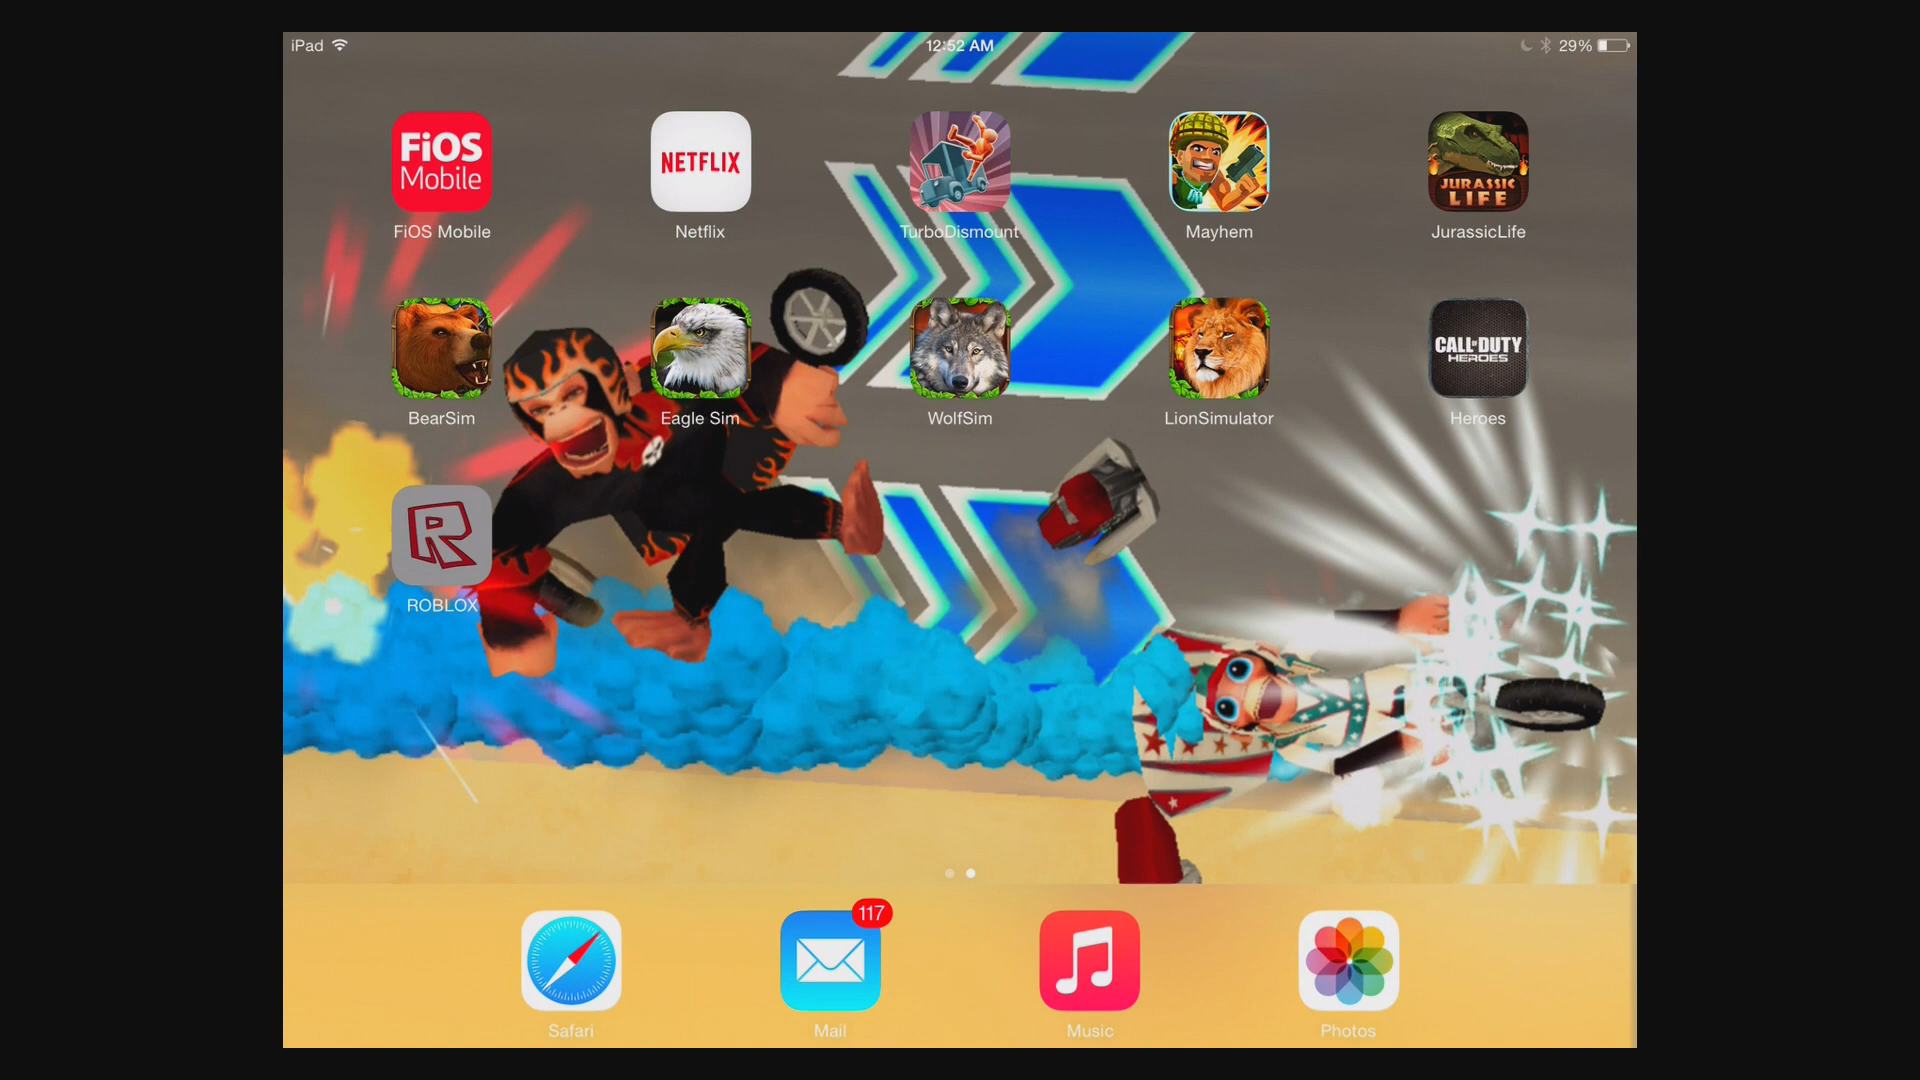 iPad
12:52 AM
29%
FiOS
Mobile
NETFLIX
JURASSIC
LIFE
FiOS Mobile
Netflix
TurboDismount
Mayhem
JurassicLife
CALL OF DUTY
HEROES
BearSim
Eagle Sim
WolfSim
LionSimulator
Heroes
R
ROBLOX
117
Safari
Mail
Music
Photos